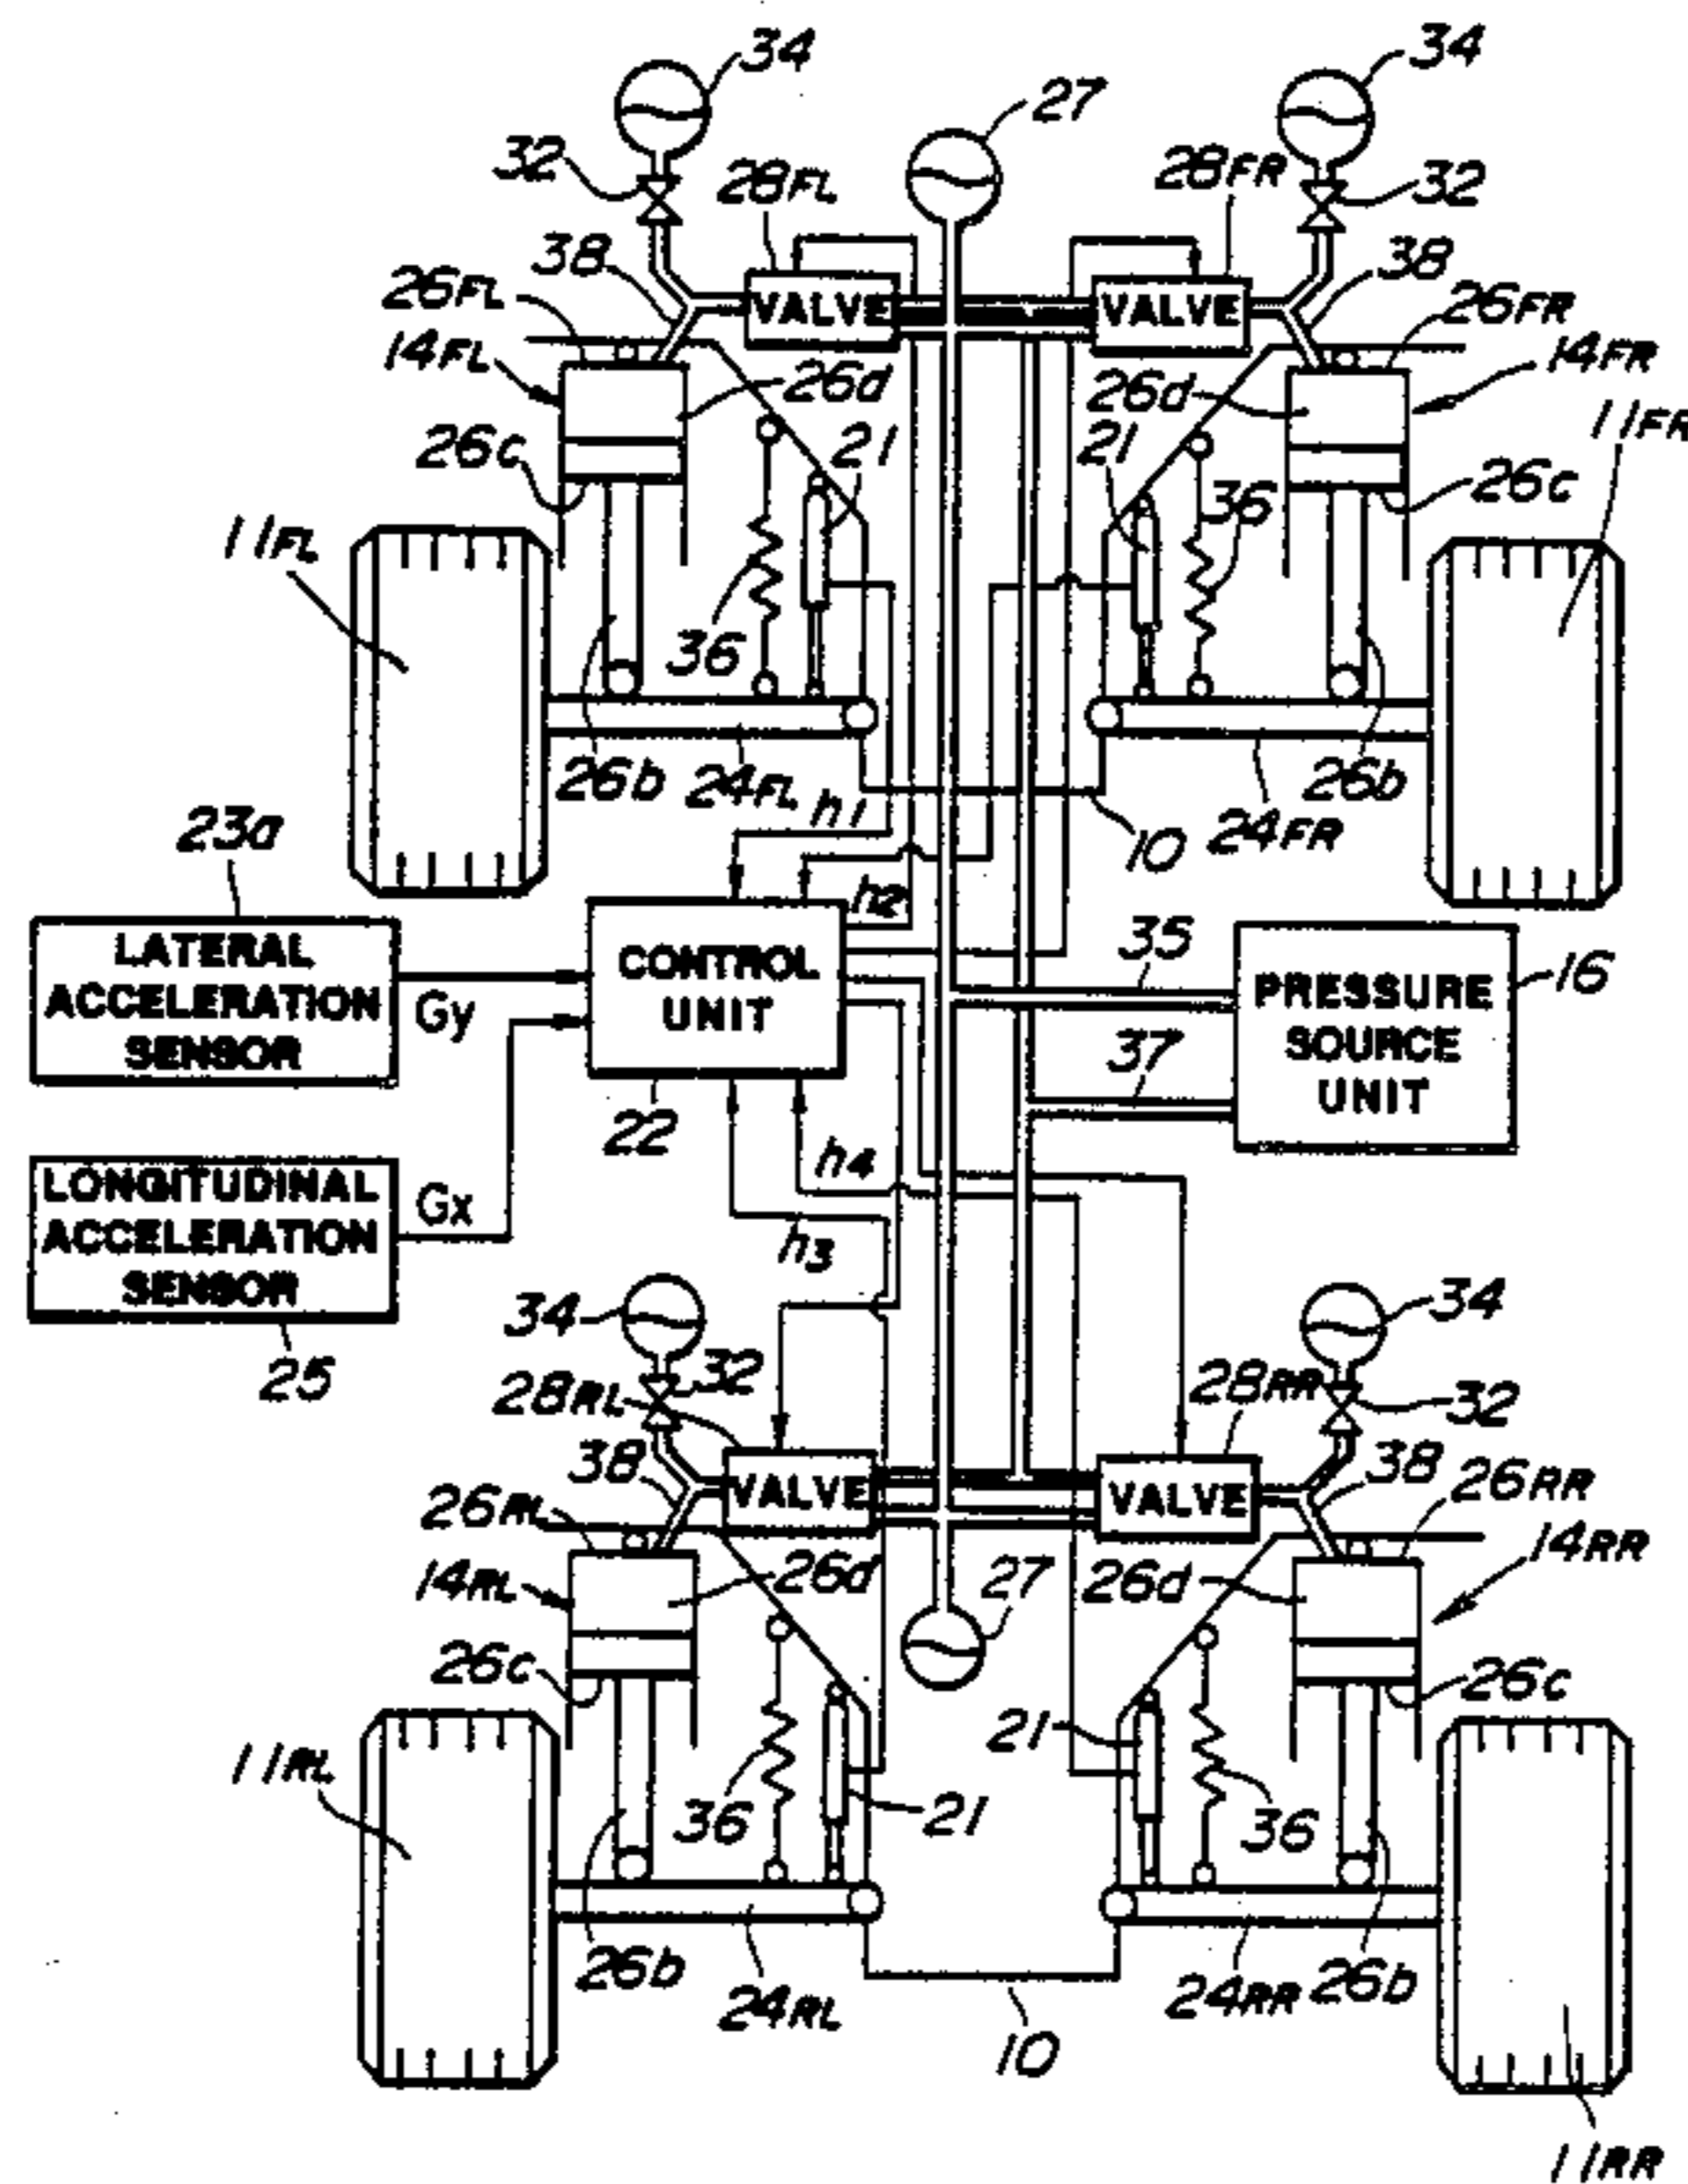 34
34
27
32
28FL
28FR
32
38
38
26FL
VALVE
VALVE
26FR
14FL
14FR
26d
26d
11FR
26c
21
21
26c
36
11FL
36
26b
24FL
26b
h1
24FR
23a
10
h2
LATERAL
ACCELERATION
SENSOR
Gy
CONTROL
UNIT
35
PRESSURE
SOURCE
UNIT
16
37
22
h4
LONGITUDINAL
ACCELERATION
SENSOR
Gx
h3
34
34
25
28RL
32
28RR
32
38
38
26RL
VALVE
VALVE
26RR
14RL
26d
27
26d
14RR
26c
26c
21
11RL
36
21
36
26b
24RL
24RR
26b
10
11RR